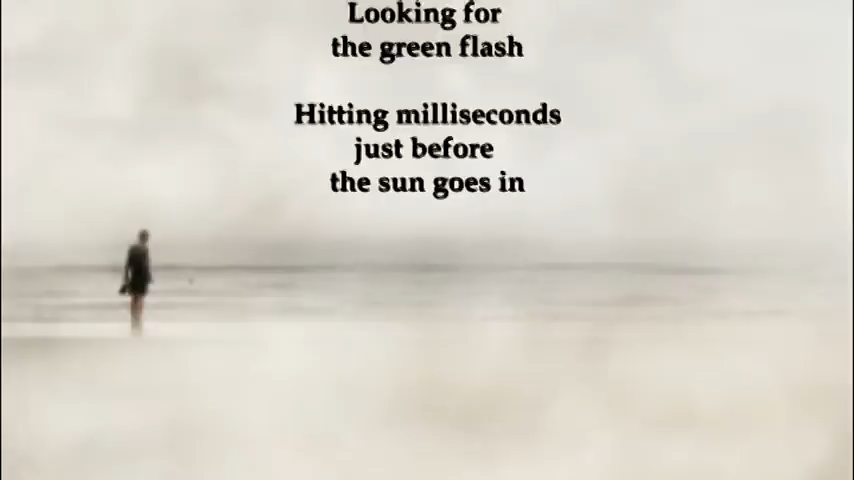 Looking for
the green flash
Hitting milliseconds
just before
the sun goes in